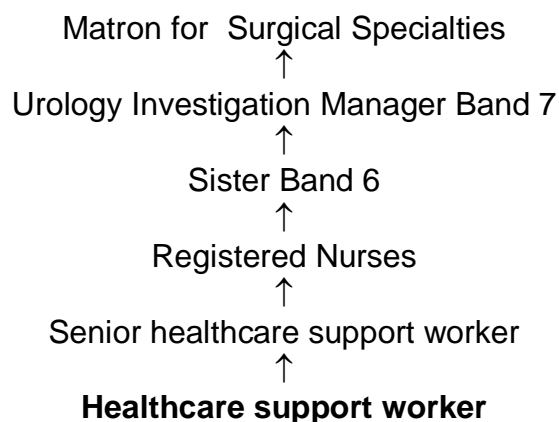 Matron for  Surgical Specialties
↑
Urology Investigation Manager Band 7
↑
Sister Band 6
↑
Registered Nurses
↑
Senior healthcare support worker
↑
Healthcare support worker